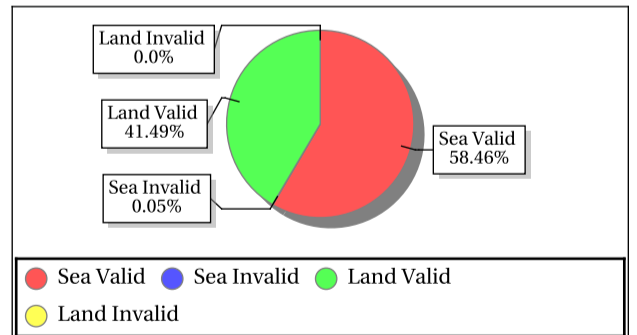 Land Invalid
0.0%
Land Valid
41.49%
Sea Valid
58.46%
Sea Invalid
0.05%
Sea Valid Sea Invalid Land Valid
Land Invalid